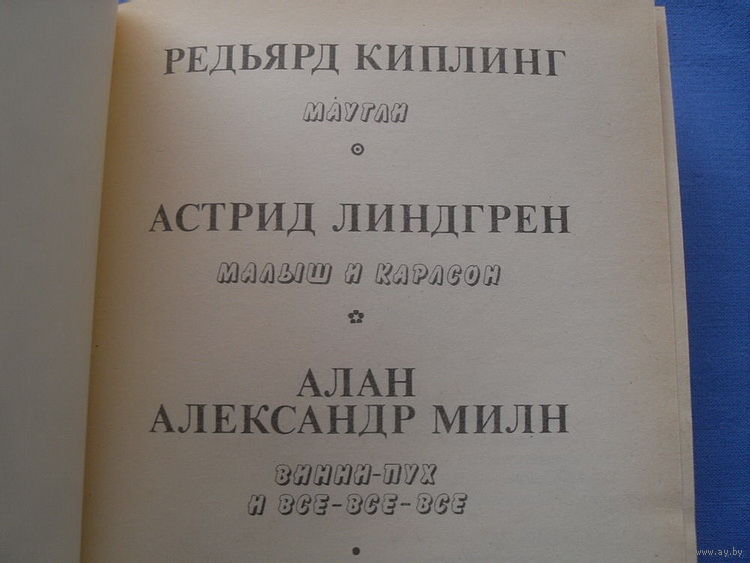 РЕДЬЯРД КИПЛИНГ
МАУГЛИ
АСТРИД ЛИНДГРЕН
МАЛЫШ И КАРЛСОН
АЛАН
АЛЕКСАНДР МИЛН
ВИННИ-ПУХ
И ВСЕ-ВСЕ-ВСЕ
www.ay.by